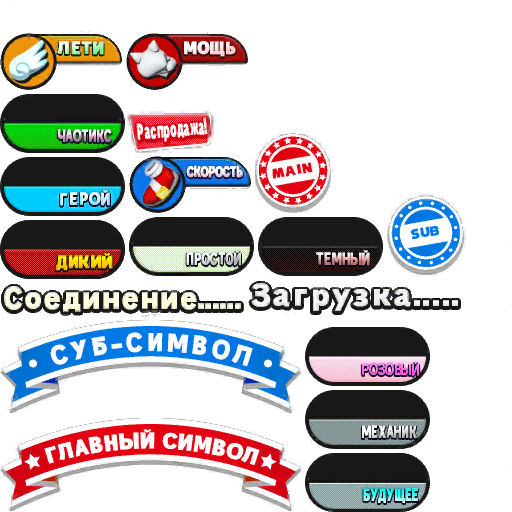 ЛЕТИ
МОЩЬ
ЧАОТИКС
Распродажа!
ГЕРОЙ
СКОРОСТЬ
MAIN
ДИКИЙ
ПРОСТОЙ
ТЕМНЫЙ
SUB
Соединение......
Загрузка.....
СУБ-СИМВОЛ
РОЗОВЫЙ
МЕХАНИК
ГЛАВНЫЙ СИМВОЛ
БУДУЩЕЕ